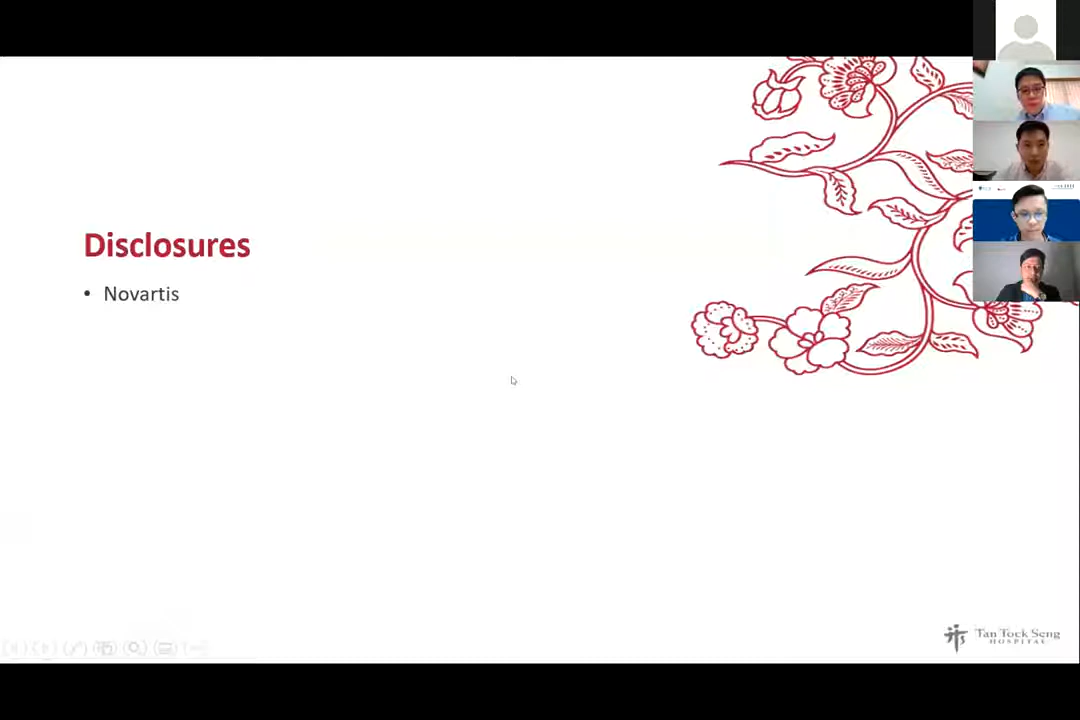 Disclosures
• Novartis
Tan Tock Seng
HOSPITAL